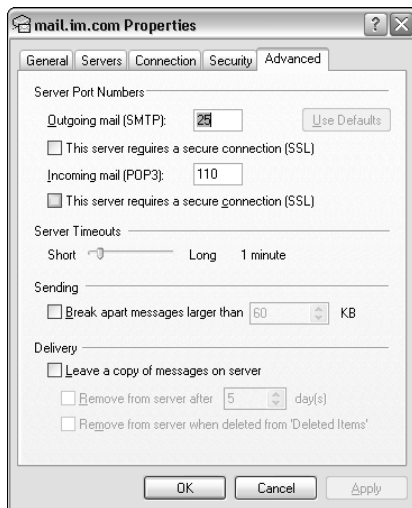 mail.im.com Properties
General Servers Connection Security Advanced
Server Port Numbers
Outgoing mail (SMTP): 25 Use Defaults
This server requires a secure connection (SSL)
Incoming mail (POP3): 110
This server requires a secure connection (SSL)
Server Timeouts
Short Long 1 minute
Sending
Break apart messages larger than 60 KB
Delivery
Leave a copy of messages on server
Remove from server after 5 day(s)
Remove from server when deleted from 'Deleted Items'
OK Cancel Apply